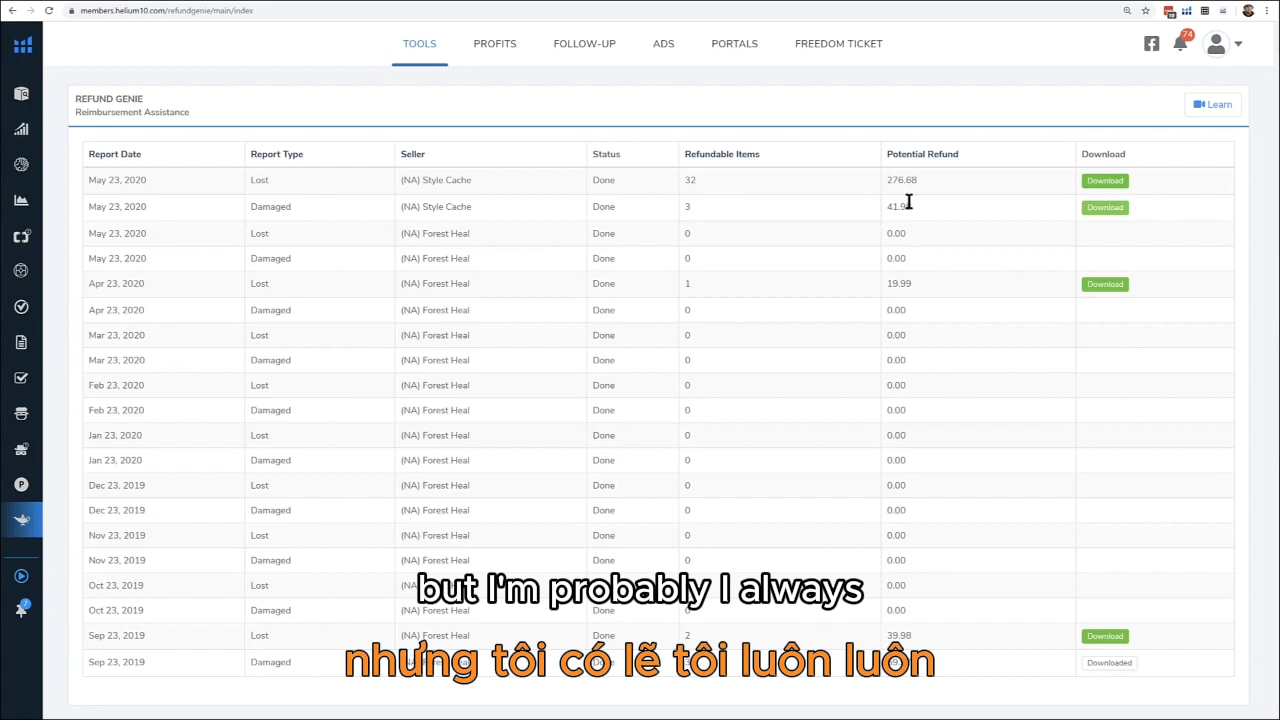 members.helium10.com/refundgenie/main/index
TOOLS PROFITS FOLLOW-UP ADS PORTALS FREEDOM TICKET 74
REFUND GENIE
Reimbursement Assistance
Learn
Report Date Report Type Seller Status Refundable Items Potential Refund Download
May 23, 2020 Lost (NA) Style Cache Done 32 276.68 Download
May 23, 2020 Damaged (NA) Style Cache Done 3 Download
May 23, 2020 Lost (NA) Forest Heal Done 0 0.00
May 23, 2020 Damaged (NA) Forest Heal Done 0 0.00
Apr 23, 2020 Lost (NA) Forest Heal Done 1 19.99 Download
Apr 23, 2020 Damaged (NA) Forest Heal Done 0 0.00
Mar 23, 2020 Lost (NA) Forest Heal Done 0 0.00
Mar 23, 2020 Damaged (NA) Forest Heal Done 0 0.00
Feb 23, 2020 Lost (NA) Forest Heal Done 0 0.00
Feb 23, 2020 Damaged (NA) Forest Heal Done 0 0.00
Jan 23, 2020 Lost (NA) Forest Heal Done 0 0.00
Jan 23, 2020 Damaged (NA) Forest Heal Done 0 0.00
Dec 23, 2019 Lost (NA) Forest Heal Done 0 0.00
Dec 23, 2019 Damaged (NA) Forest Heal Done 0 0.00
Nov 23, 2019 Lost (NA) Forest Heal Done 0 0.00
Nov 23, 2019 Damaged (NA) Forest Heal Done 0 0.00
Oct 23, 2019 Lost (NA) Forest Heal Done 0 0.00
but I'm probably I always
Oct 23, 2019 Damaged (NA) Forest Heal Done 0 0.00
Sep 23, 2019 Lost (NA) Forest Heal Done 2 39.98 Download
nhưng tôi có lẽ tôi luôn luôn
Sep 23, 2019 Damaged Downloaded